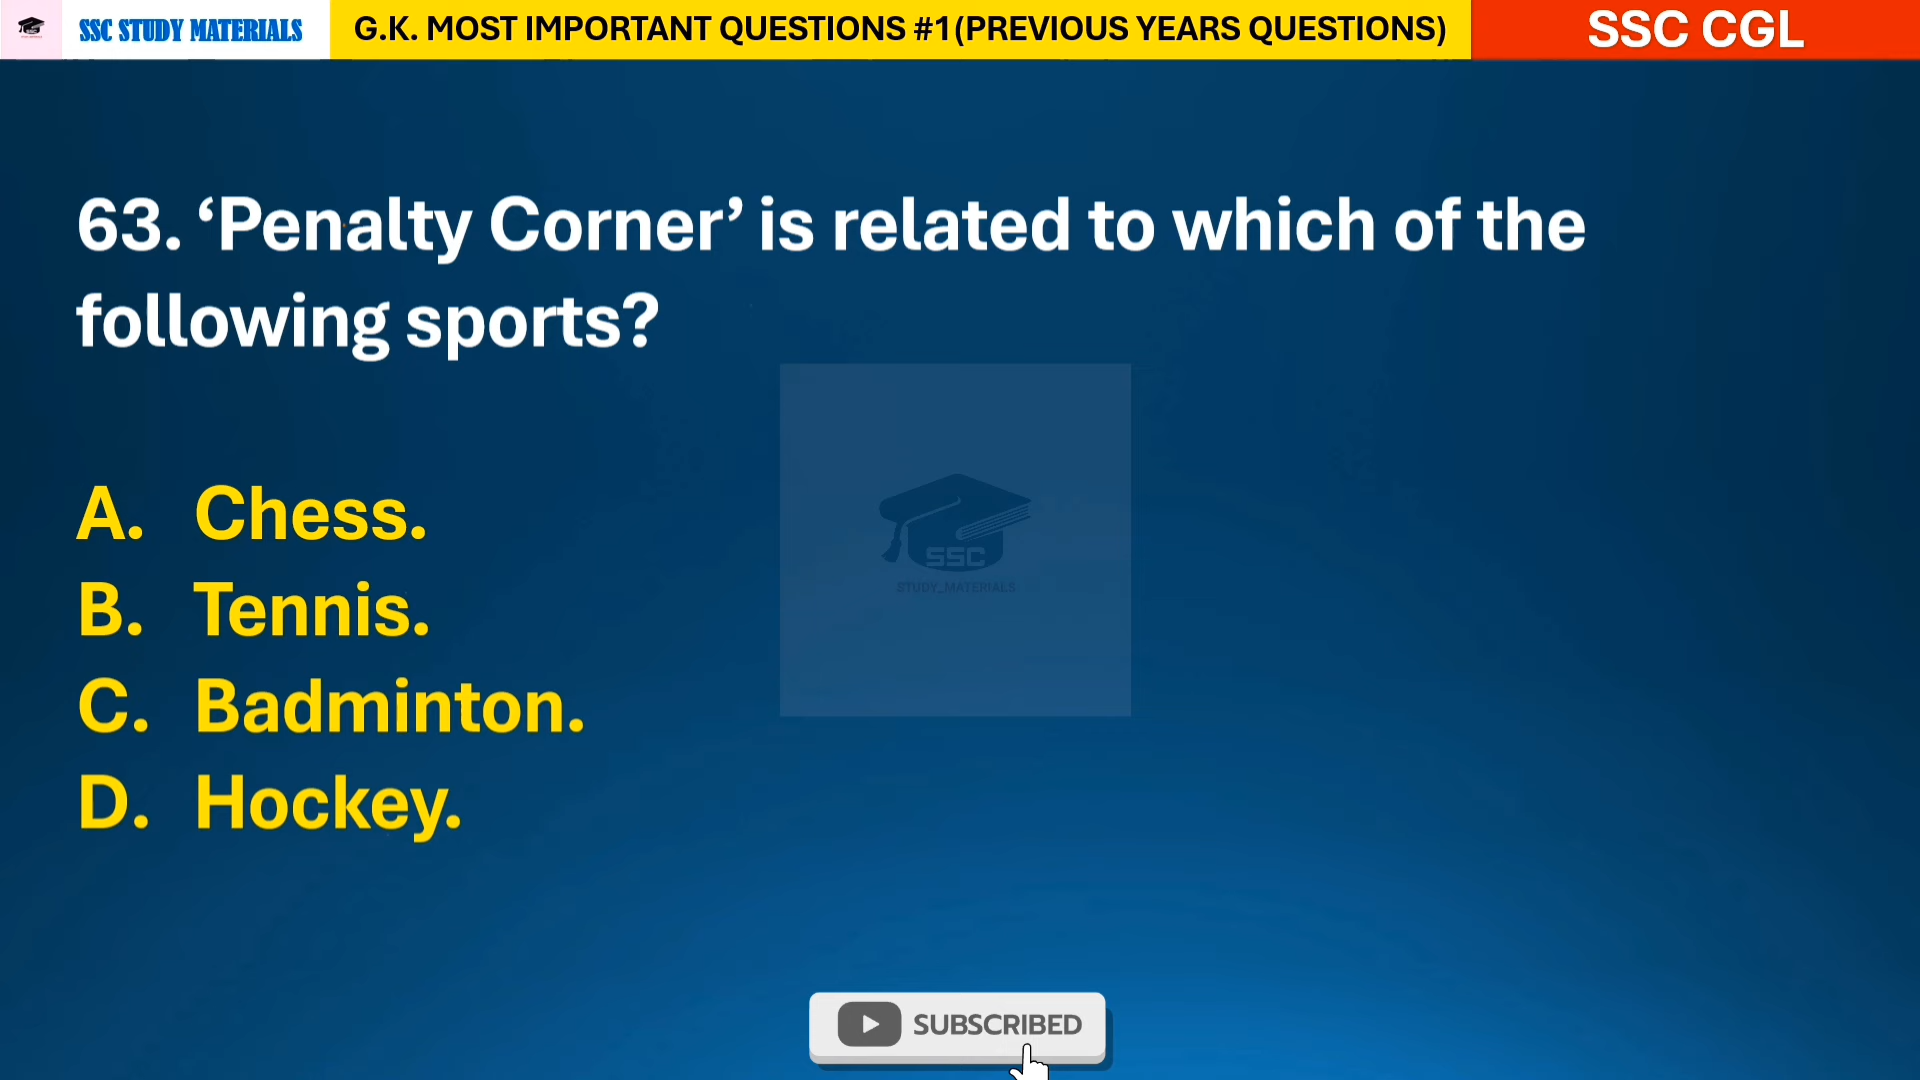 SSC STUDY MATERIALS
G.K. MOST IMPORTANT QUESTIONS #1(PREVIOUS YEARS QUESTIONS)
SSC CGL
63. ‘Penalty Corner’ is related to which of the
following sports?
A. Chess.
B. Tennis.
C. Badminton.
D. Hockey.
SSC
STUDY_MATERIALS
SUBSCRIBED